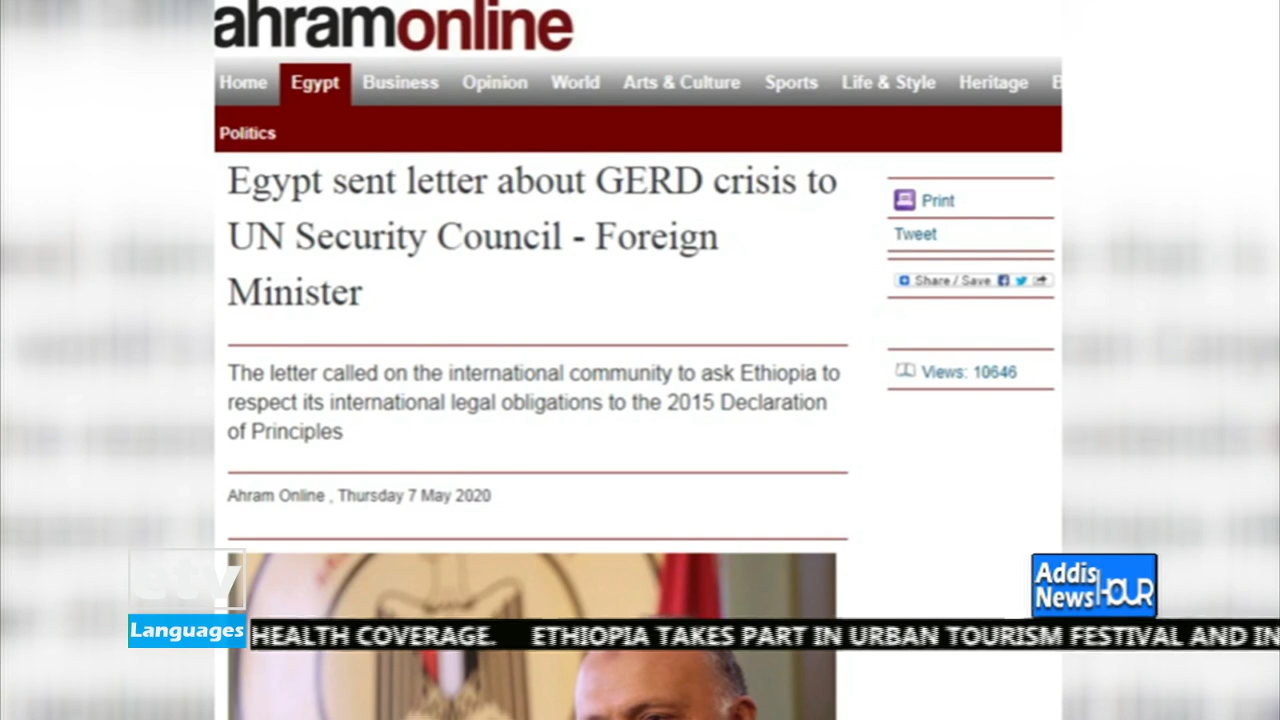 ahramonline
Home Egypt Business Opinion World Arts & Culture Sports Life & Style Heritage
Politics
Egypt sent letter about GERD crisis to
UN Security Council - Foreign
Minister
Print
Tweet
Share / Save
Views: 10646
The letter called on the international community to ask Ethiopia to
respect its international legal obligations to the 2015 Declaration
of Principles
Ahram Online , Thursday 7 May 2020
etv
Languages
Addis
News HOUR
HEALTH COVERAGE. ETHIOPIA TAKES PART IN URBAN TOURISM FESTIVAL AND IN